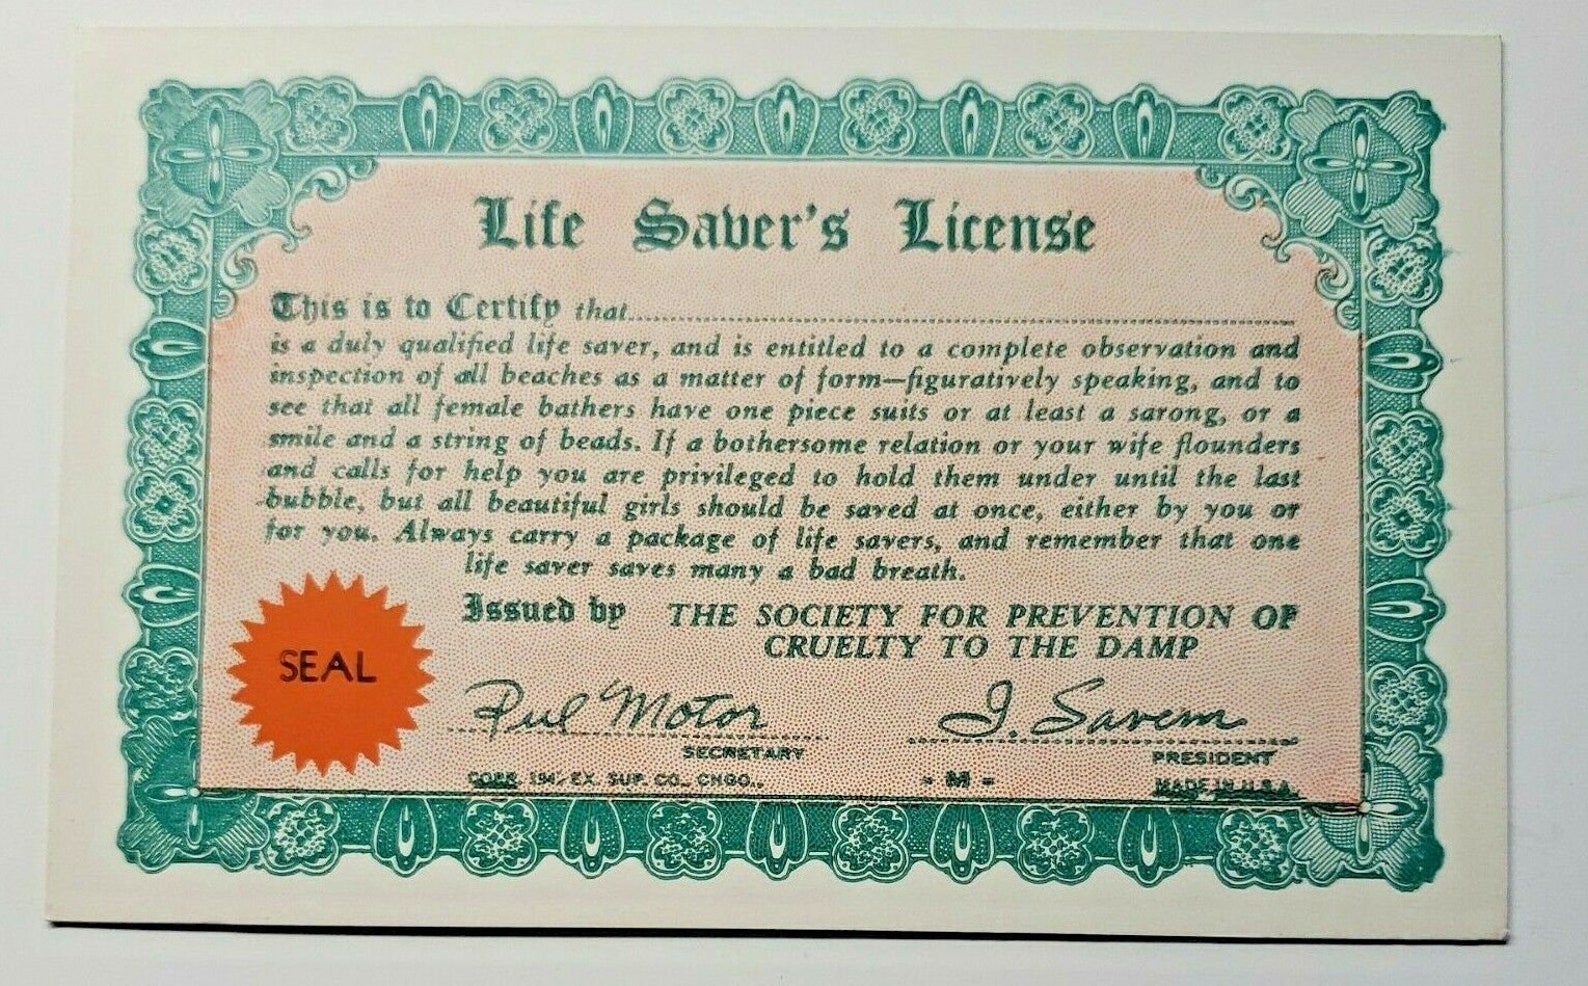 Life Saver's License
This is to Certify that
is a duly qualified life saver, and is entitled to a complete observation and
inspection of all beaches as a matter of form—figuratively speaking, and to
see that all female bathers have one piece suits or at least a sarong, or a
smile and a string of beads. If a bothersome relation or your wife flounders
and calls for help you are privileged to hold them under until the last
bubble, but all beautiful girls should be saved at once, either by you or
for you. Always carry a package of life savers, and remember that one
life saver saves many a bad breath.
Issued by THE SOCIETY FOR PREVENTION OF
CRUELTY TO THE DAMP
SEAL
Pul Motor I. Savem
SECRETARY PRESIDENT
COPR. EX. SUP. CO. CHGO. - M - MADE IN U.S.A.